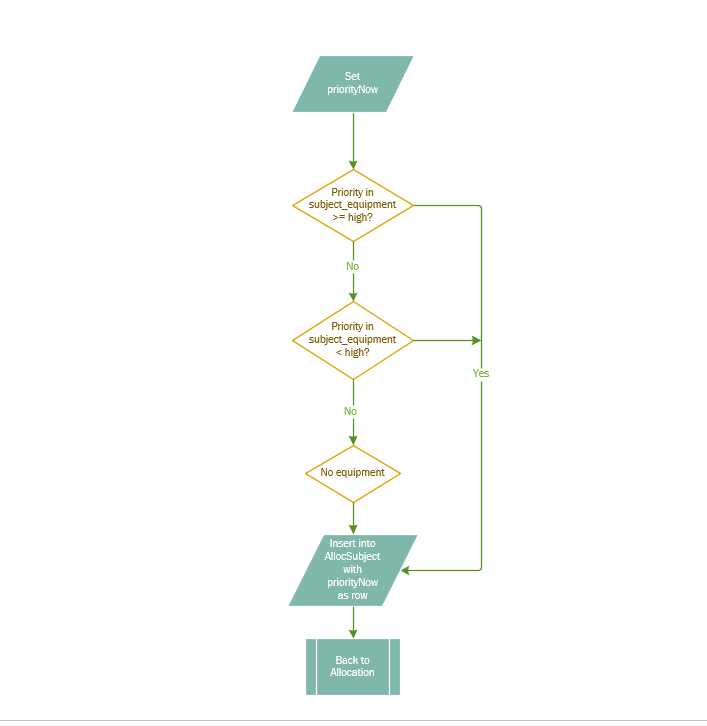 Set
priorityNow
Priority in
subject_equipment
>= high?
No
Priority in
subject_equipment
< high?
Yes
No
No equipment
Insert into
AllocSubject
with
priorityNow
as row
Back to
Allocation